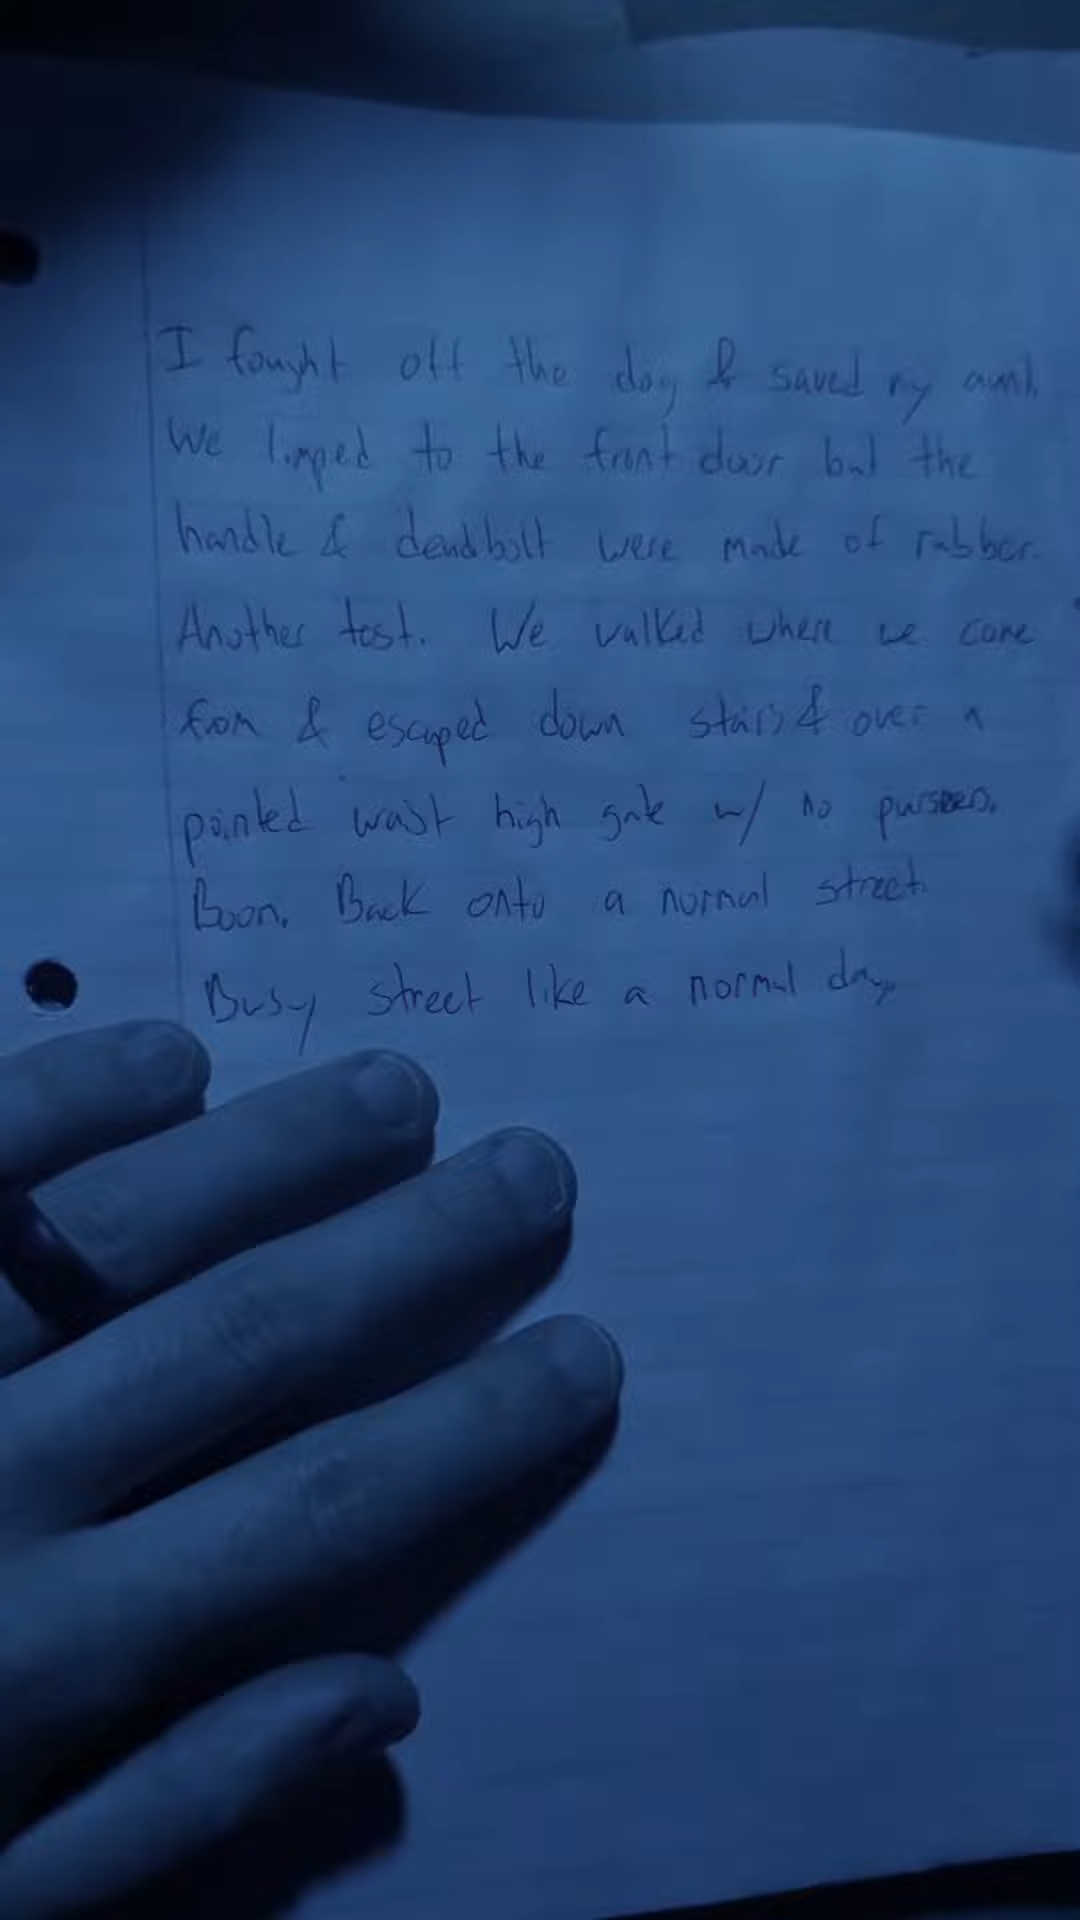 I fought off the dog & saved my aunt.
We limped to the front door but the
handle & deadbolt were made of rubber.
Another test. We walked where we came
from & escaped down stairs & over a
pointed waist high gate w/ no pursuers.
Boom. Back onto a normal street.
Busy street like a normal day.